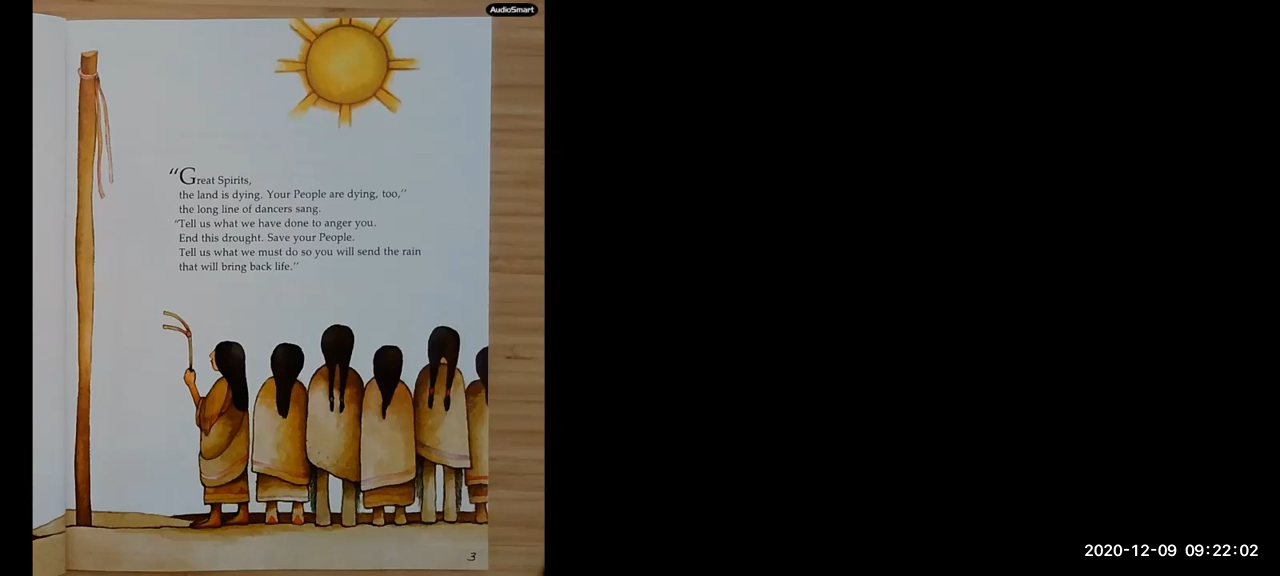 AudioSmart
“Great Spirits,
the land is dying. Your People are dying, too,”
the long line of dancers sang.
“Tell us what we have done to anger you.
End this drought. Save your People.
Tell us what we must do so you will send the rain
that will bring back life.”
3
2020-12-09 09:22:02